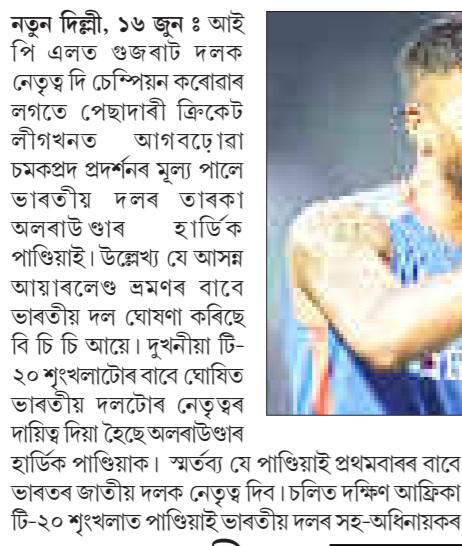 নতুন দিল্লী, ১৬ জুন ঃ আই
পি এলত গুজৰাট দলক
নেতৃত্ব দি চেম্পিয়ন কৰোৱাৰ
লগতে পেছাদাৰী ক্ৰিকেট
লীগখনত আগবঢ়োৱা
চমকপ্ৰদ প্ৰদৰ্শনৰ মূল্য পালে
ভাৰতীয় দলৰ তাৰকা
অলৰাউণ্ডাৰ হাৰ্ডিক
পাণ্ডিয়াই। উল্লেখ্য যে আসন্ন
আয়াৰলেণ্ড ভ্ৰমণৰ বাবে
ভাৰতীয় দল ঘোষণা কৰিছে
বি চি চি আয়ে। দুখনীয়া টি-
২০ শৃংখলাটোৰ বাবে ঘোষিত
ভাৰতীয় দলটোৰ নেতৃত্বৰ
দায়িত্ব দিয়া হৈছে অলৰাউণ্ডাৰ
হাৰ্ডিক পাণ্ডিয়াক। স্মৰ্তব্য যে পাণ্ডিয়াই প্ৰথমবাৰৰ বাবে
ভাৰতৰ জাতীয় দলক নেতৃত্ব দিব। চলিত দক্ষিণ আফ্ৰিকা
টি-২০ শৃংখলাত পাণ্ডিয়াই ভাৰতীয় দলৰ সহ-অধিনায়কৰ